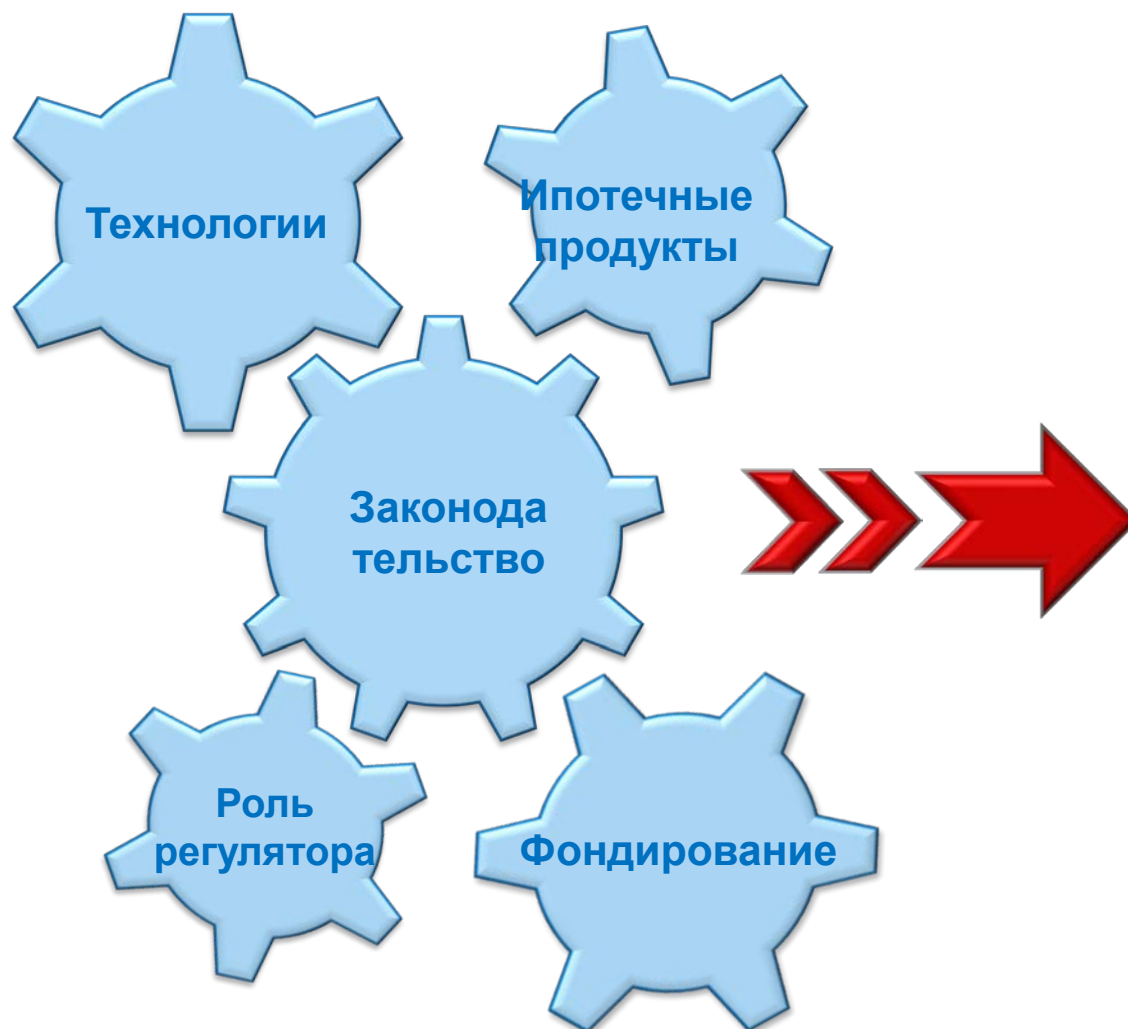 Технологии
Ипотечные
продукты
Законода
тельство
Роль
регулятора
Фондирование